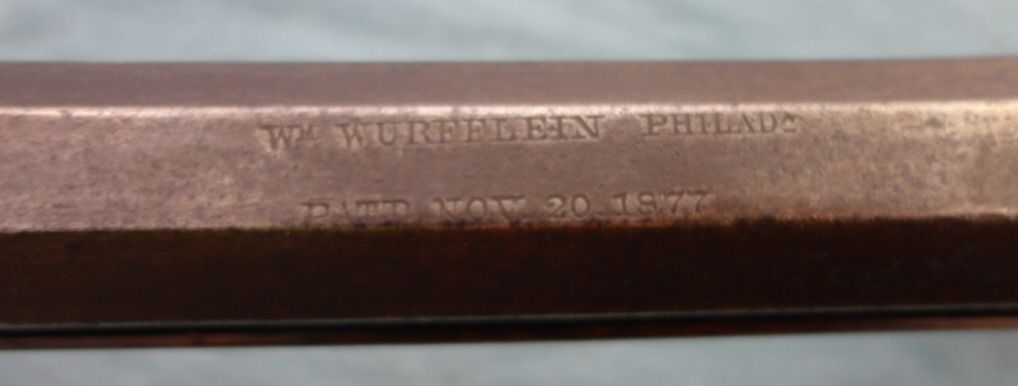 Wᴹ WURFFLEIN PHILADᴬ
PAT'D NOV 20 1877